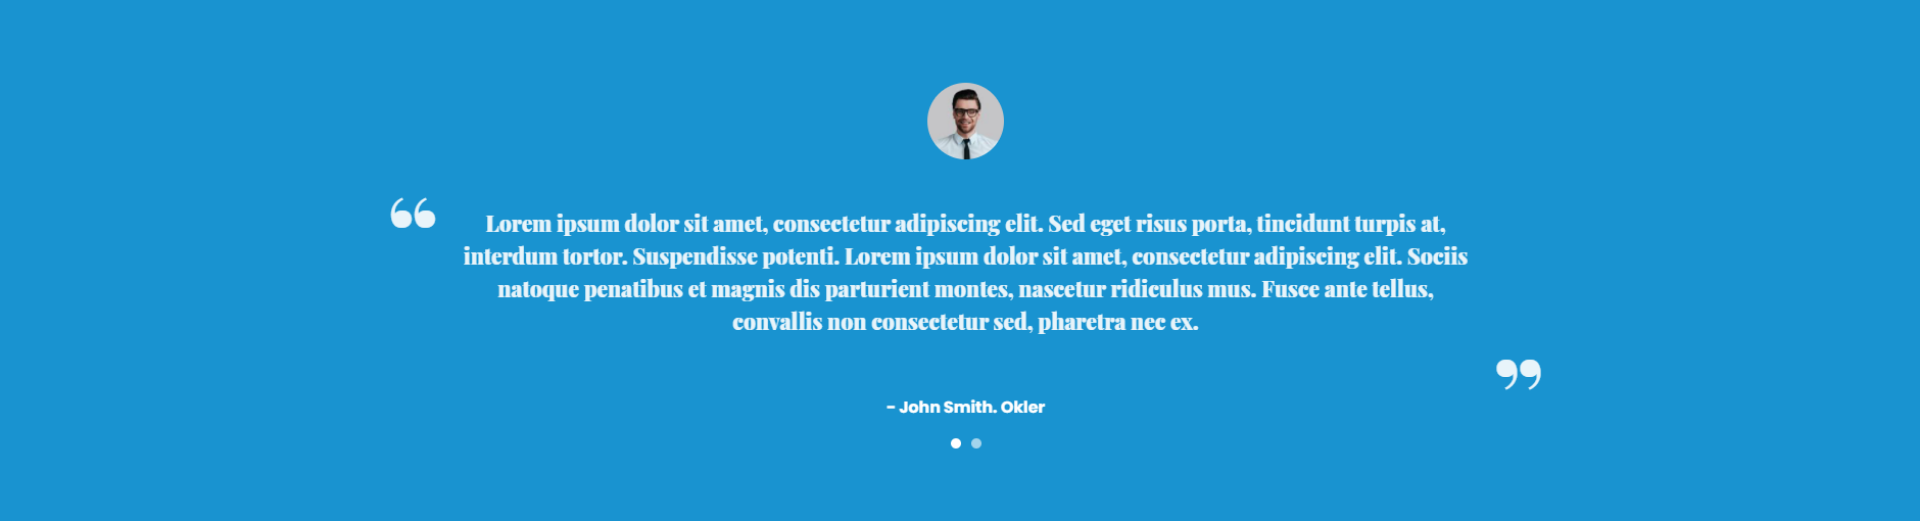 “
Lorem ipsum dolor sit amet, consectetur adipiscing elit. Sed eget risus porta, tincidunt turpis at,
interdum tortor. Suspendisse potenti. Lorem ipsum dolor sit amet, consectetur adipiscing elit. Sociis
natoque penatibus et magnis dis parturient montes, nascetur ridiculus mus. Fusce ante tellus,
convallis non consectetur sed, pharetra nec ex.
”
- John Smith. Okler